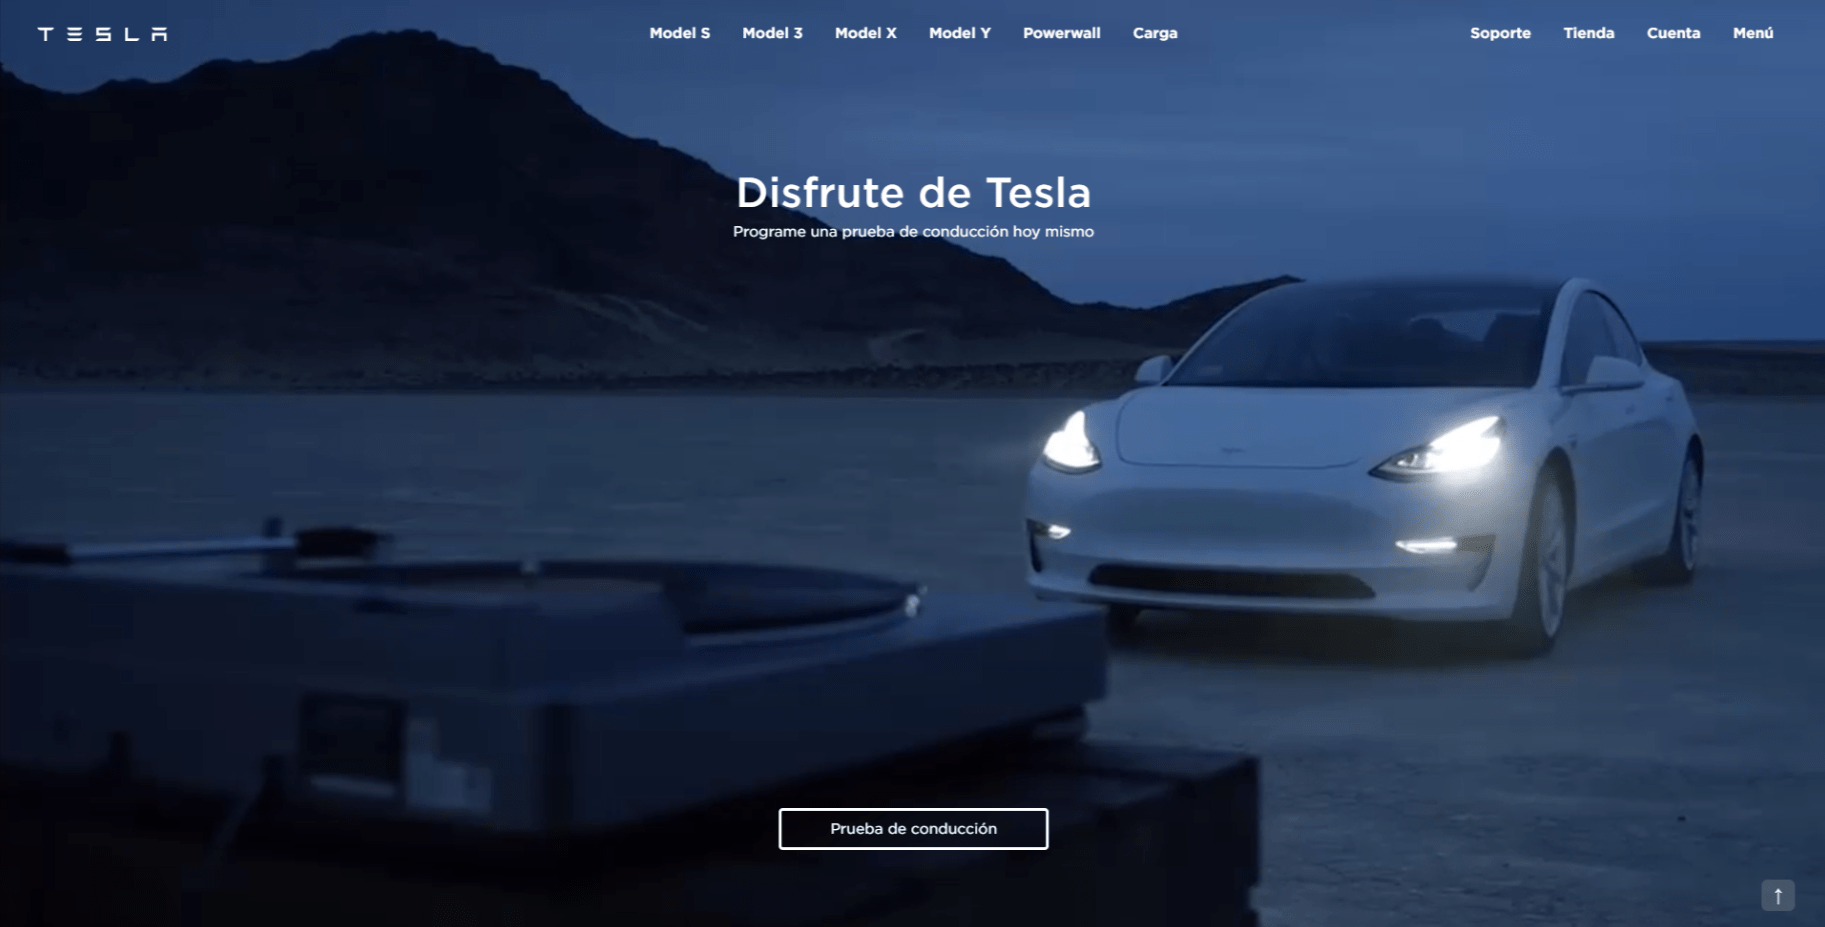 TESLA
Model S Model 3 Model X Model Y Powerwall Carga
Soporte Tienda Cuenta Menú
Disfrute de Tesla
Programe una prueba de conducción hoy mismo
Prueba de conducción
↑